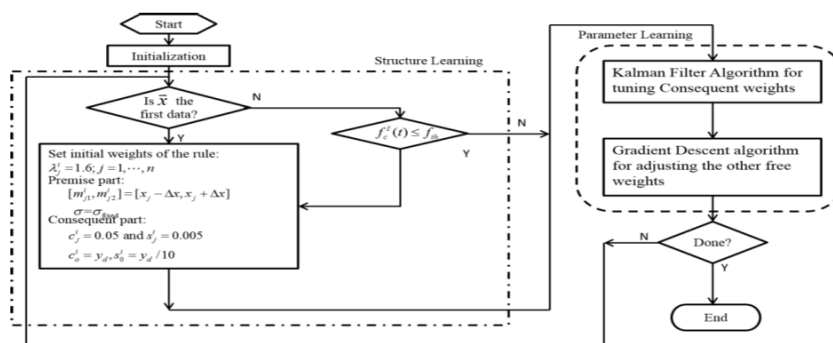 Start
Initialization
Structure Learning
Is x̄ the
first data?
N
Y
f_c^I(t) ≤ f_th
N
Y
Set initial weights of the rule:
λ_j^i=1.6; j=1,⋯,n
Premise part:
[m_j1^i, m_j2^i]=[x_j − Δx, x_j + Δx]
σ=σ_fixed
Consequent part:
c_j^i = 0.05 and s_j^i = 0.005
c_o^i = y_d, s_0^i = y_d /10
Parameter Learning
Kalman Filter Algorithm for
tuning Consequent weights
Gradient Descent algorithm
for adjusting the other free
weights
N
Done?
Y
End